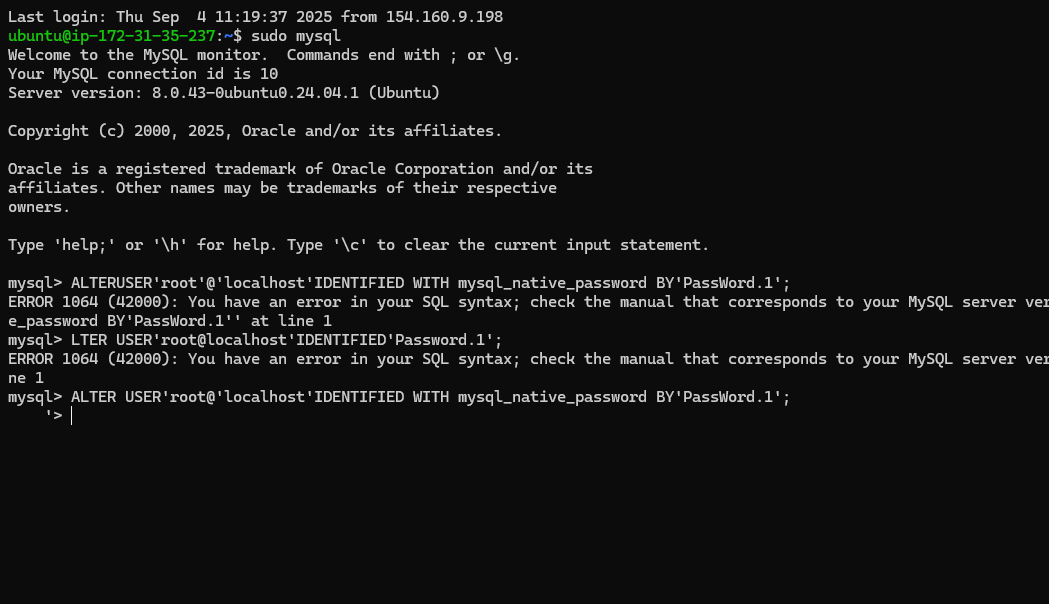 Last login: Thu Sep  4 11:19:37 2025 from 154.160.9.198
ubuntu@ip-172-31-35-237:~$ sudo mysql
Welcome to the MySQL monitor.  Commands end with ; or \g.
Your MySQL connection id is 10
Server version: 8.0.43-0ubuntu0.24.04.1 (Ubuntu)
Copyright (c) 2000, 2025, Oracle and/or its affiliates.
Oracle is a registered trademark of Oracle Corporation and/or its
affiliates. Other names may be trademarks of their respective
owners.
Type 'help;' or '\h' for help. Type '\c' to clear the current input statement.
mysql> ALTERUSER'root'@'localhost'IDENTIFIED WITH mysql_native_password BY'PassWord.1';
ERROR 1064 (42000): You have an error in your SQL syntax; check the manual that corresponds to your MySQL server ver
e_password BY'PassWord.1'' at line 1
mysql> LTER USER'root@localhost'IDENTIFIED'Password.1';
ERROR 1064 (42000): You have an error in your SQL syntax; check the manual that corresponds to your MySQL server ver
ne 1
mysql> ALTER USER'root@'localhost'IDENTIFIED WITH mysql_native_password BY'PassWord.1';
    '>